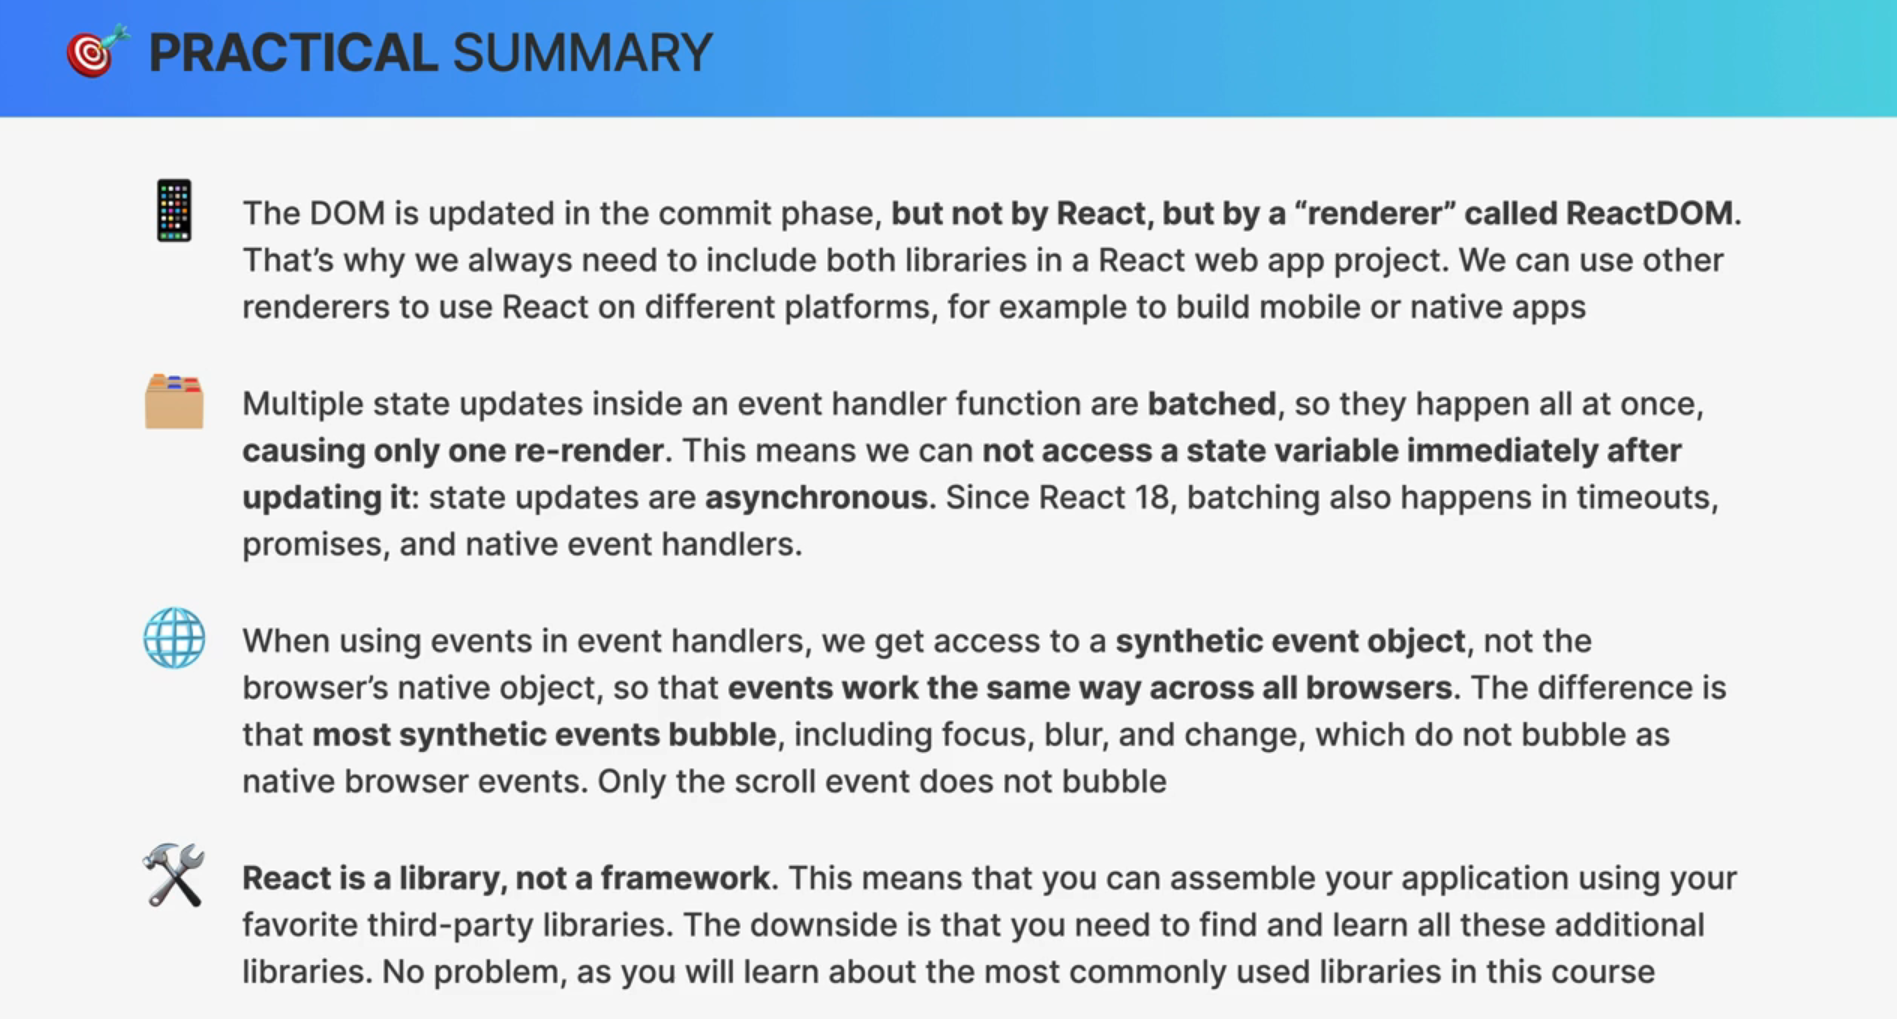 PRACTICAL SUMMARY
The DOM is updated in the commit phase, but not by React, but by a “renderer” called ReactDOM.
That’s why we always need to include both libraries in a React web app project. We can use other
renderers to use React on different platforms, for example to build mobile or native apps
Multiple state updates inside an event handler function are batched, so they happen all at once,
causing only one re-render. This means we can not access a state variable immediately after
updating it: state updates are asynchronous. Since React 18, batching also happens in timeouts,
promises, and native event handlers.
When using events in event handlers, we get access to a synthetic event object, not the
browser’s native object, so that events work the same way across all browsers. The difference is
that most synthetic events bubble, including focus, blur, and change, which do not bubble as
native browser events. Only the scroll event does not bubble
React is a library, not a framework. This means that you can assemble your application using your
favorite third-party libraries. The downside is that you need to find and learn all these additional
libraries. No problem, as you will learn about the most commonly used libraries in this course